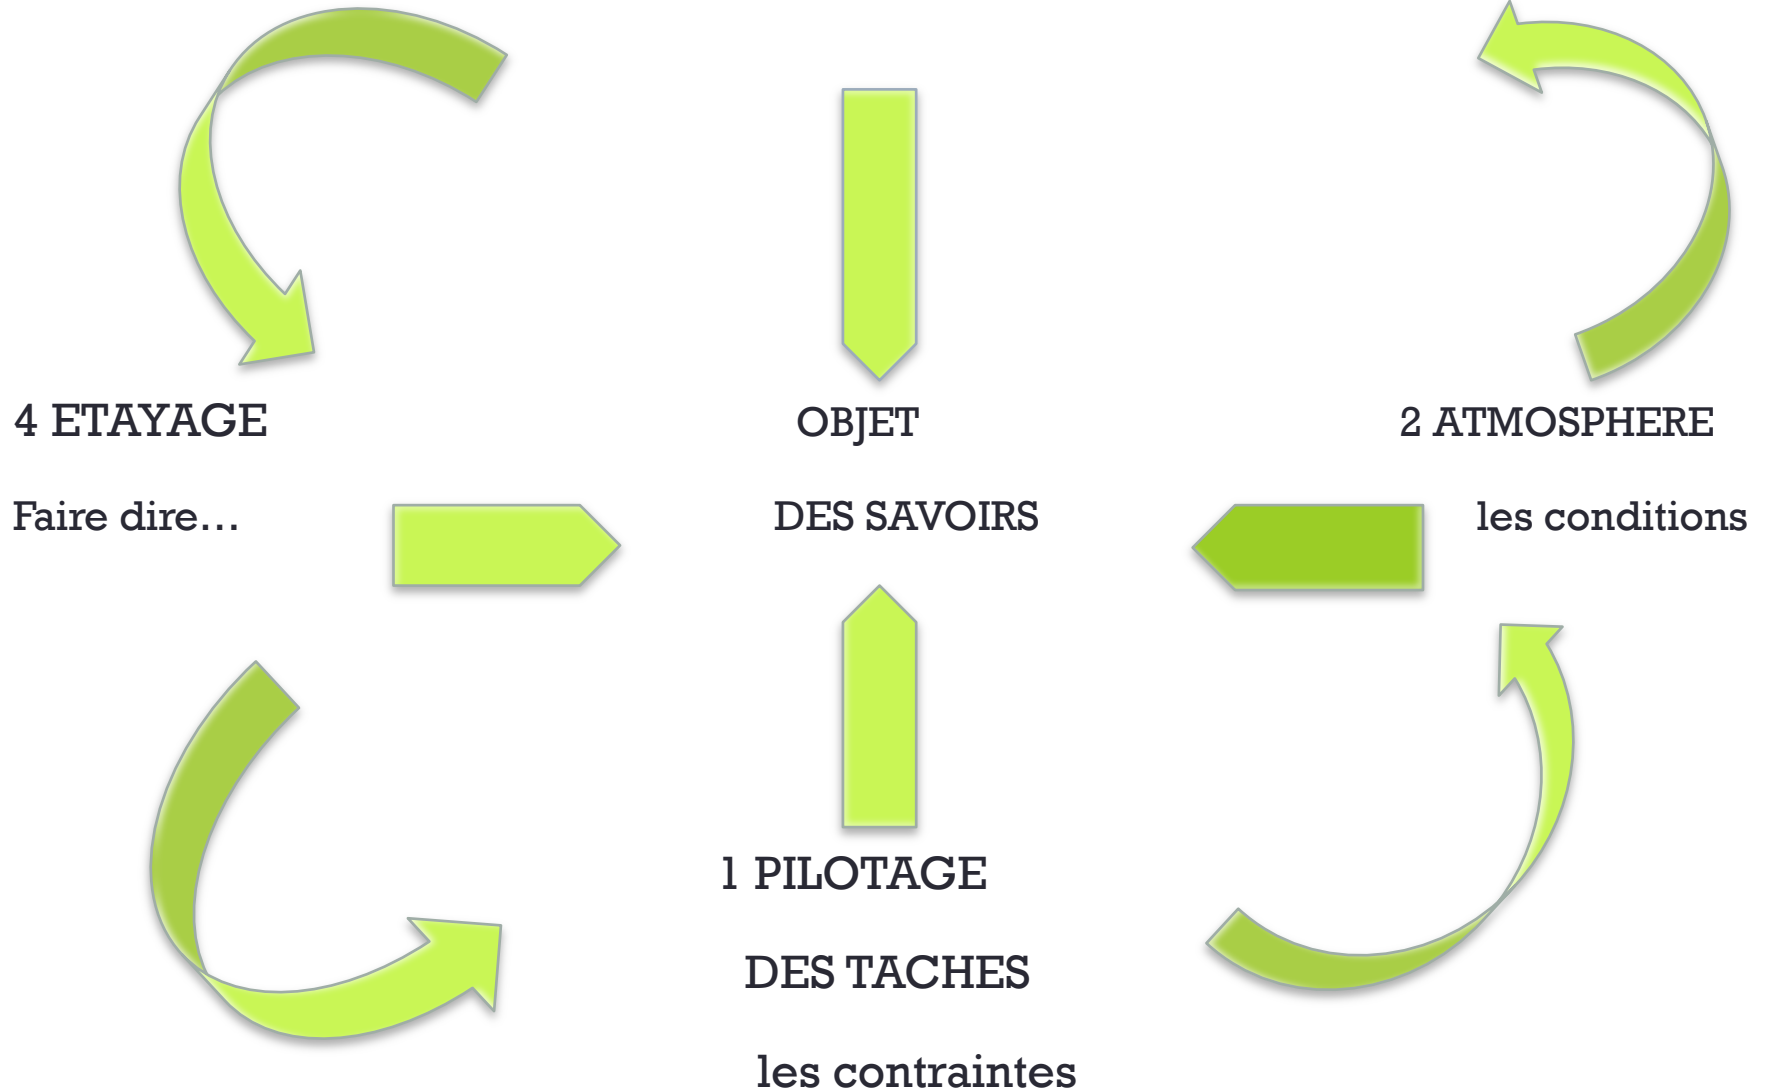 4 ETAYAGE
OBJET
2 ATMOSPHERE
Faire dire…
DES SAVOIRS
les conditions
1 PILOTAGE
DES TACHES
les contraintes